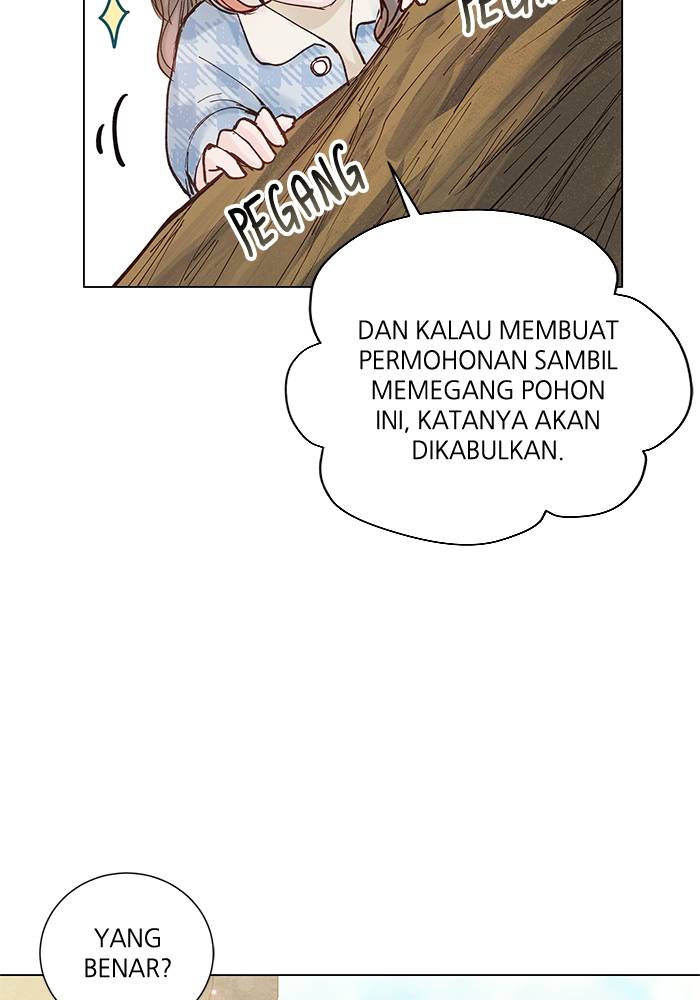 PEGANG
DAN KALAU MEMBUAT
PERMOHONAN SAMBIL
MEMEGANG POHON
INI, KATANYA AKAN
DIKABULKAN.
YANG
BENAR?